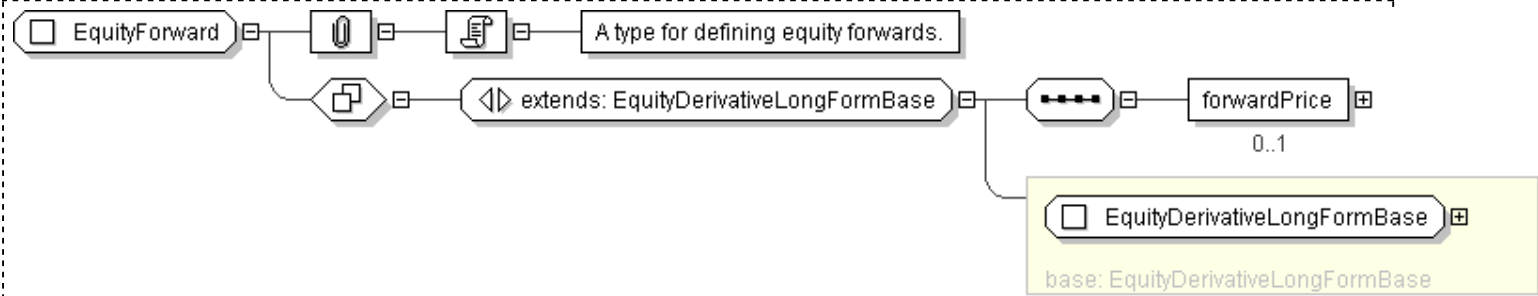 EquityForward
A type for defining equity forwards.
extends: EquityDerivativeLongFormBase
forwardPrice
0..1
EquityDerivativeLongFormBase
base: EquityDerivativeLongFormBase